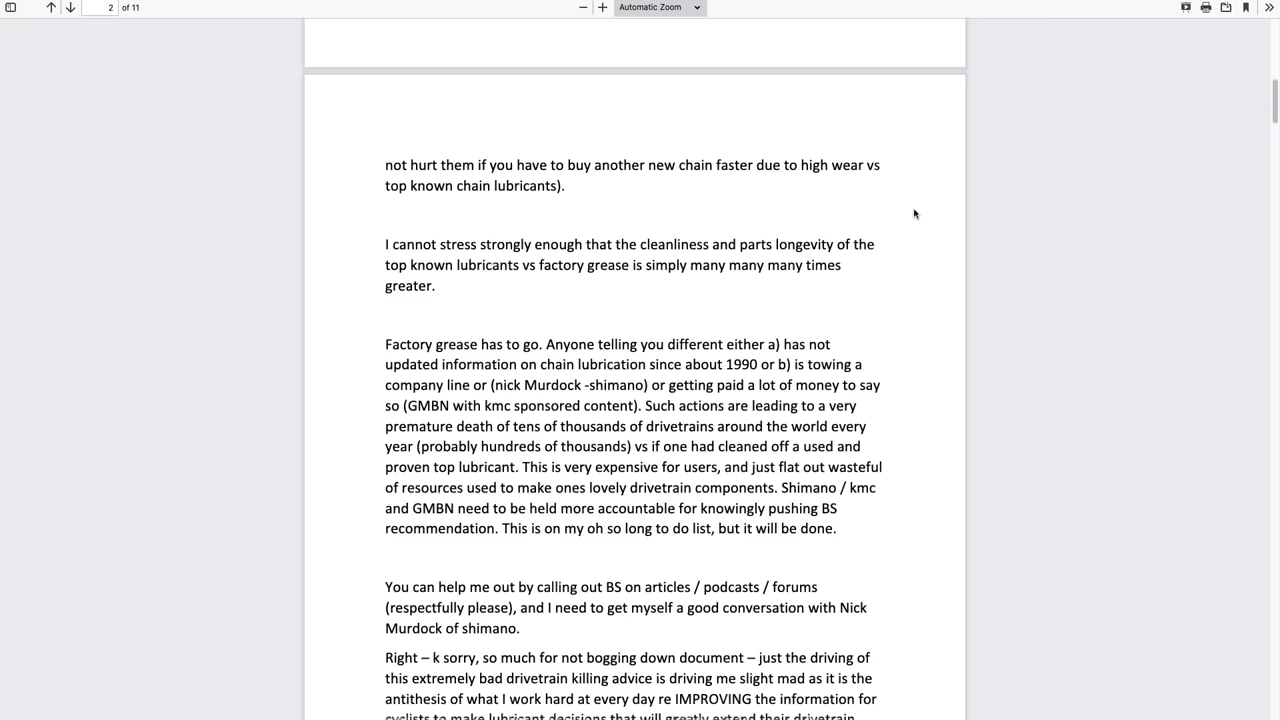 2 of 11
Automatic Zoom
not hurt them if you have to buy another new chain faster due to high wear vs
top known chain lubricants).
I cannot stress strongly enough that the cleanliness and parts longevity of the
top known lubricants vs factory grease is simply many many many times
greater.
Factory grease has to go. Anyone telling you different either a) has not
updated information on chain lubrication since about 1990 or b) is towing a
company line or (nick Murdock -shimano) or getting paid a lot of money to say
so (GMBN with kmc sponsored content). Such actions are leading to a very
premature death of tens of thousands of drivetrains around the world every
year (probably hundreds of thousands) vs if one had cleaned off a used and
proven top lubricant. This is very expensive for users, and just flat out wasteful
of resources used to make ones lovely drivetrain components. Shimano / kmc
and GMBN need to be held more accountable for knowingly pushing BS
recommendation. This is on my oh so long to do list, but it will be done.
You can help me out by calling out BS on articles / podcasts / forums
(respectfully please), and I need to get myself a good conversation with Nick
Murdock of shimano.
Right – k sorry, so much for not bogging down document – just the driving of
this extremely bad drivetrain killing advice is driving me slight mad as it is the
antithesis of what I work hard at every day re IMPROVING the information for
cyclists to make lubricant decisions that will greatly extend their drivetrain